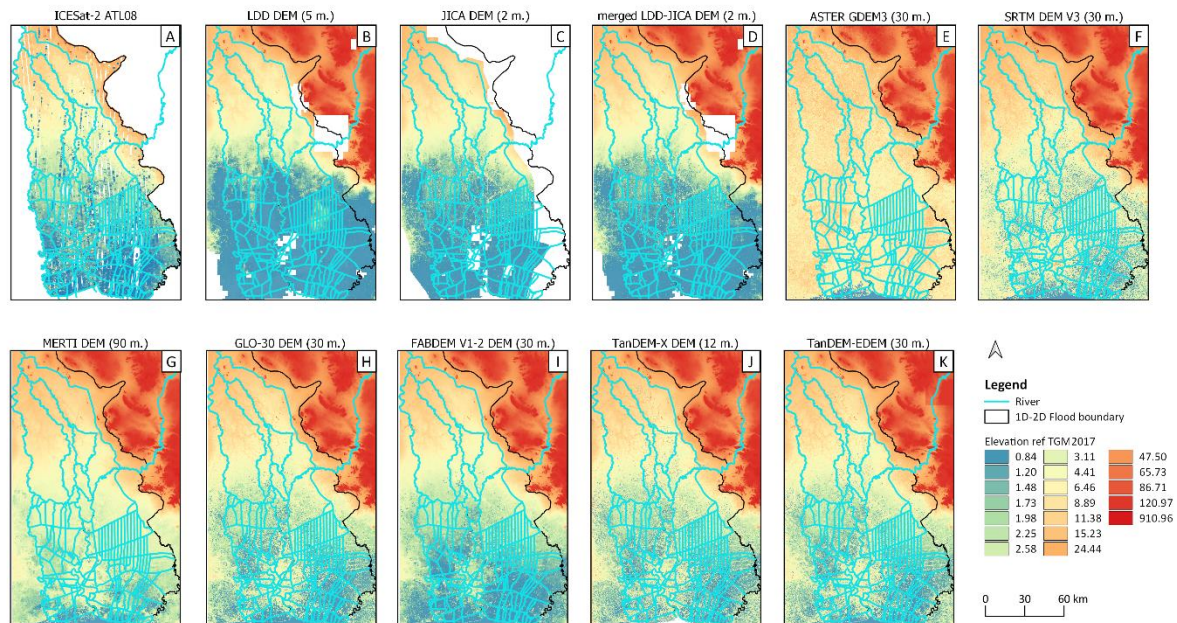 ICESat-2 ATL08
A
LDD DEM (5 m.)
B
JICA DEM (2 m.)
C
merged LDD-JICA DEM (2 m.)
D
ASTER GDEM3 (30 m.)
E
SRTM DEM V3 (30 m.)
F
MERTI DEM (90 m.)
G
GLO-30 DEM (30 m.)
H
FABDEM V1-2 DEM (30 m.)
I
TanDEM-X DEM (12 m.)
J
TanDEM-EDEM (30 m.)
K
Legend
River
1D-2D Flood boundary
Elevation ref TGM2017
0.84 3.11 47.50
1.20 4.41 65.73
1.48 6.46 86.71
1.73 8.89 120.97
1.98 11.38 910.96
2.25 15.23
2.58 24.44
0 30 60 km